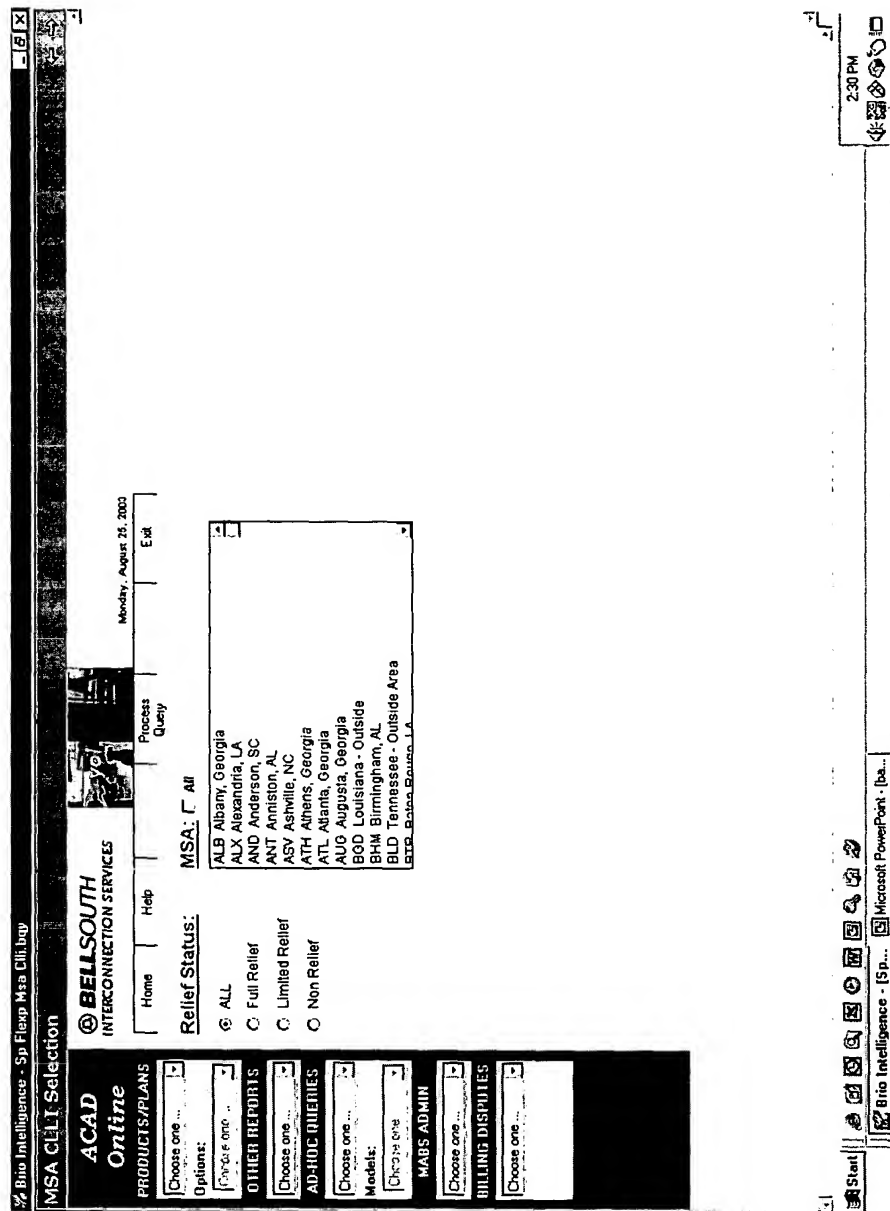 Brio Intelligence - Sp Flexp Msa Clli.bqy
MSA CLLI Selection
ACAD
Online
PRODUCTS/PLANS
Choose one ...
Options:
Choose one ...
OTHER REPORTS
Choose one ...
AD-HOC QUERIES
Choose one ...
Models:
Choose one
MABS ADMIN
Choose one ...
BILLING DISPUTES
Choose one ...
BELLSOUTH
INTERCONNECTION SERVICES
Monday, August 25, 2003
Home
Help
Process
Query
Exit
Relief Status:
ALL
Full Relief
Limited Relief
Non Relief
MSA: All
ALB Albany, Georgia
ALX Alexandria, LA
AND Anderson, SC
ANT Anniston, AL
ASV Ashville, NC
ATH Athens, Georgia
ATL Atlanta, Georgia
AUG Augusta, Georgia
BGD Louisiana - Outside
BHM Birmingham, AL
BLD Tennessee - Outside Area
BTR Baton Rouge, LA
Start
Brio Intelligence - [Sp...
Microsoft PowerPoint - [ba...
2:30 PM